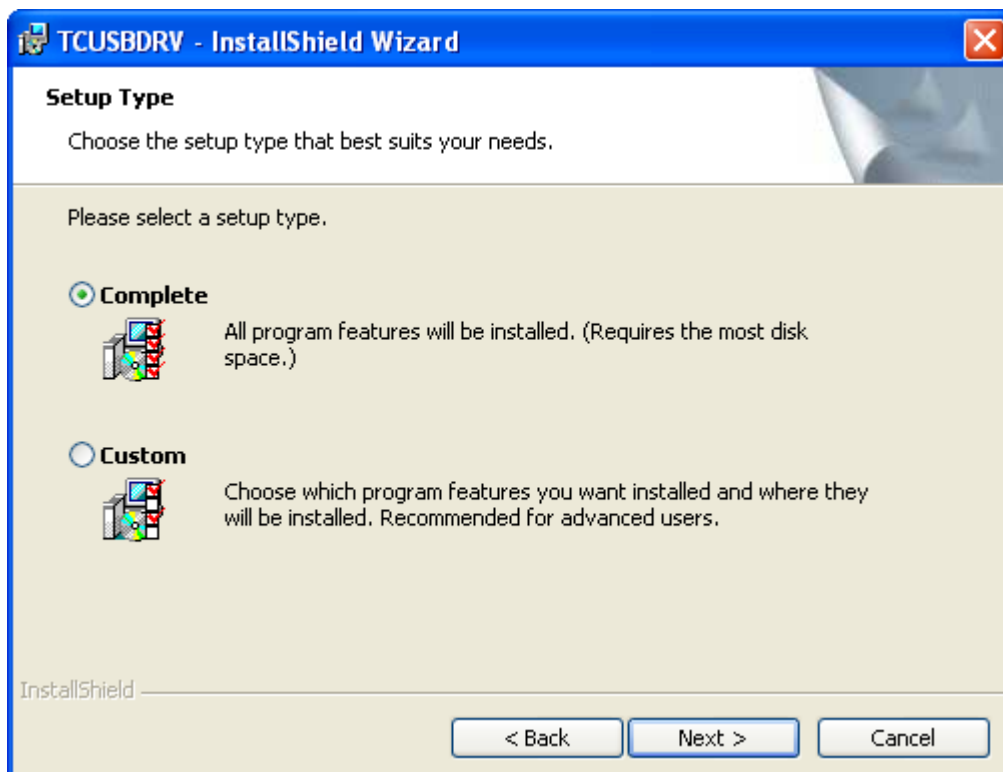 TCUSBDRV - InstallShield Wizard
Setup Type
Choose the setup type that best suits your needs.
Please select a setup type.
Complete
All program features will be installed. (Requires the most disk
space.)
Custom
Choose which program features you want installed and where they
will be installed. Recommended for advanced users.
InstallShield
< Back
Next >
Cancel